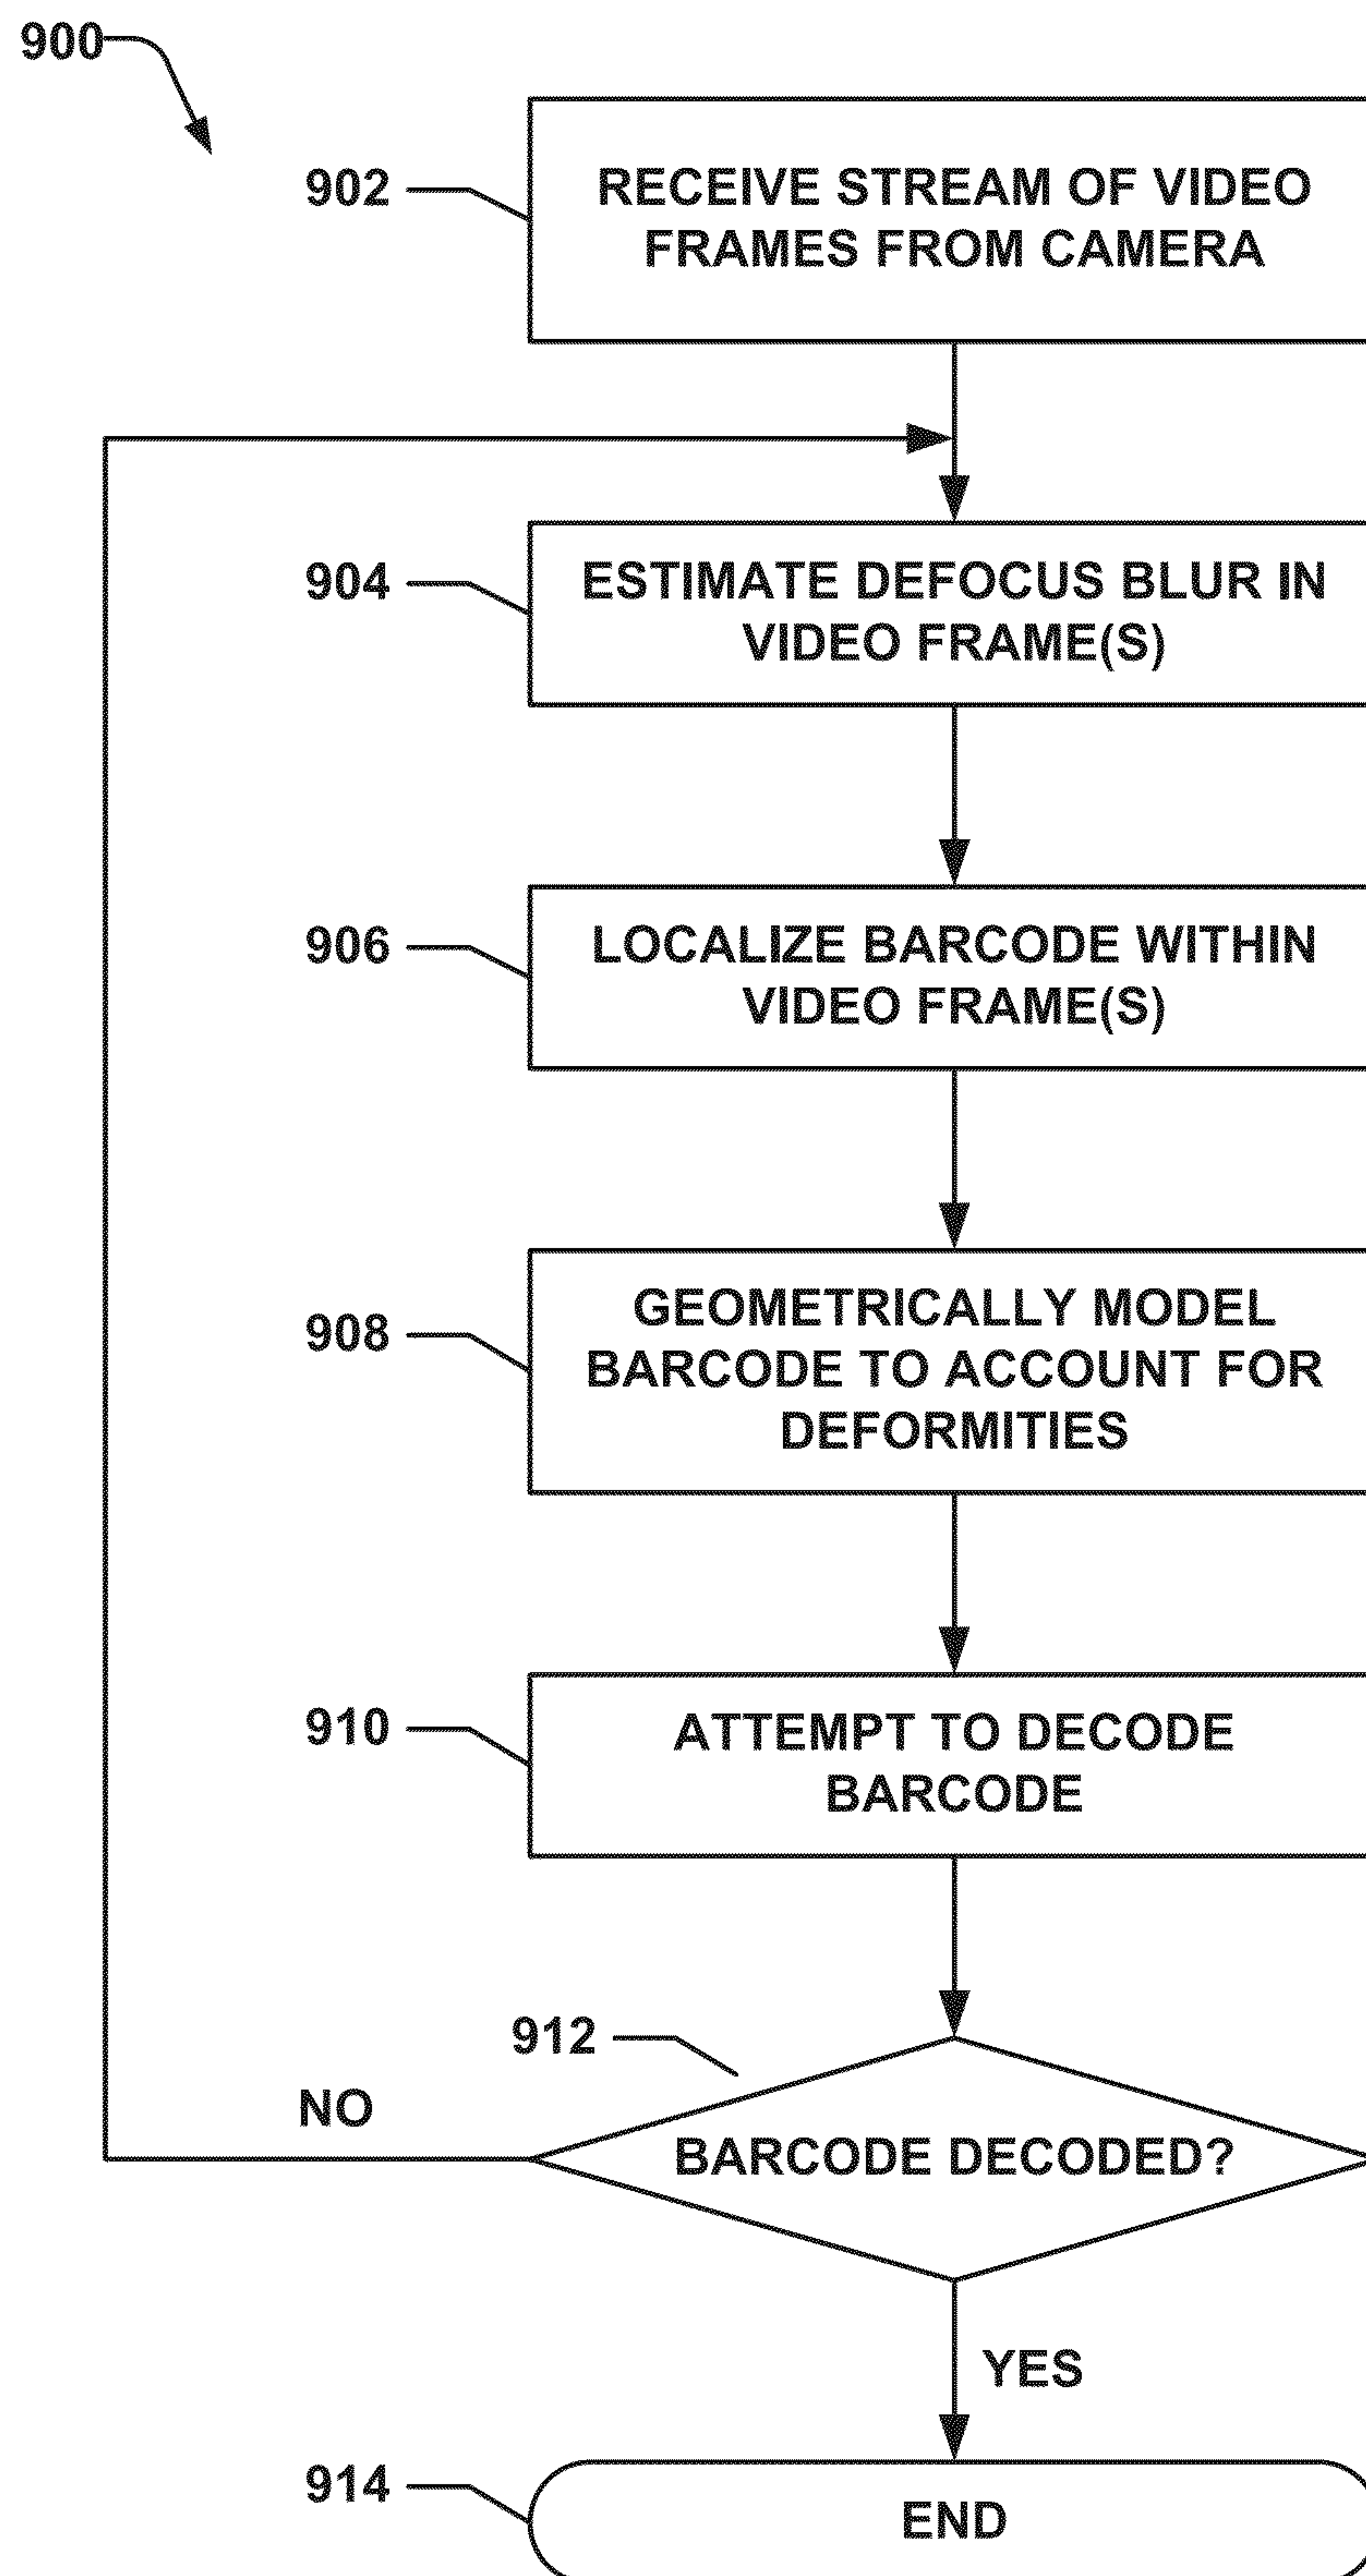 900
902
RECEIVE STREAM OF VIDEO
FRAMES FROM CAMERA
904
ESTIMATE DEFOCUS BLUR IN
VIDEO FRAME(S)
906
LOCALIZE BARCODE WITHIN
VIDEO FRAME(S)
908
GEOMETRICALLY MODEL
BARCODE TO ACCOUNT FOR
DEFORMITIES
910
ATTEMPT TO DECODE
BARCODE
912
NO
BARCODE DECODED?
YES
914
END